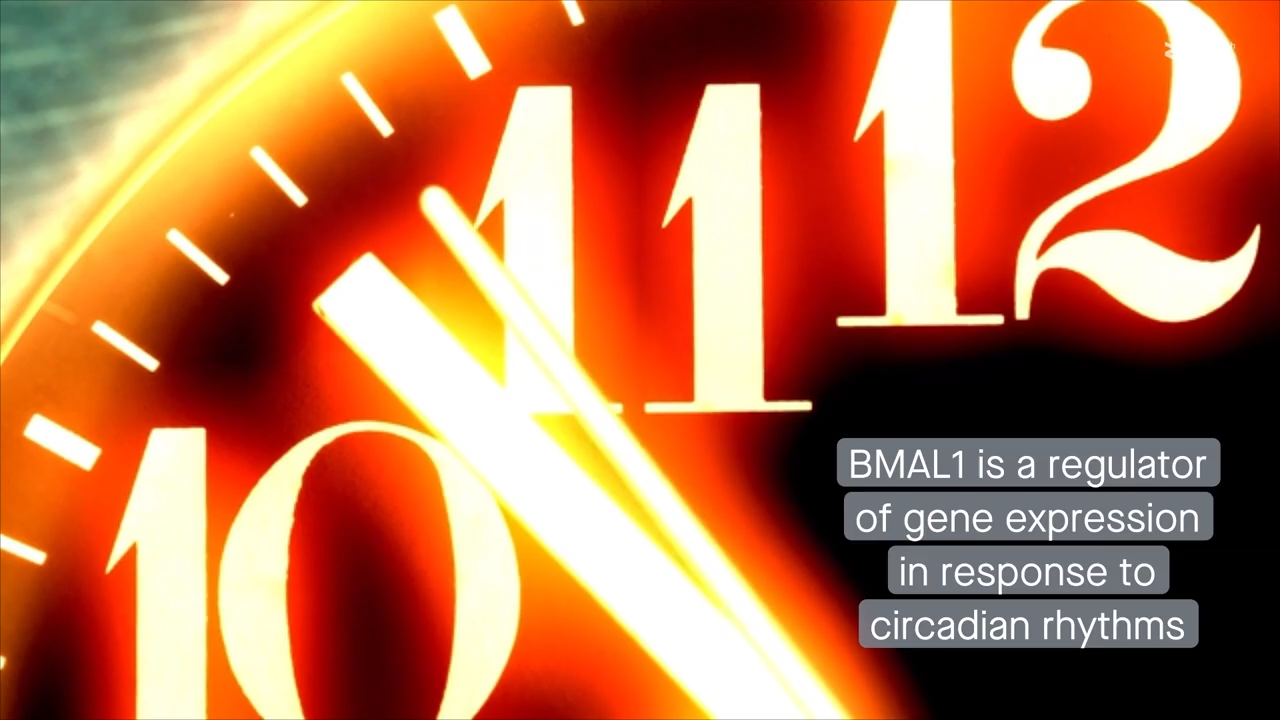 11
12
10
BMAL1 is a regulator
of gene expression
in response to
circadian rhythms